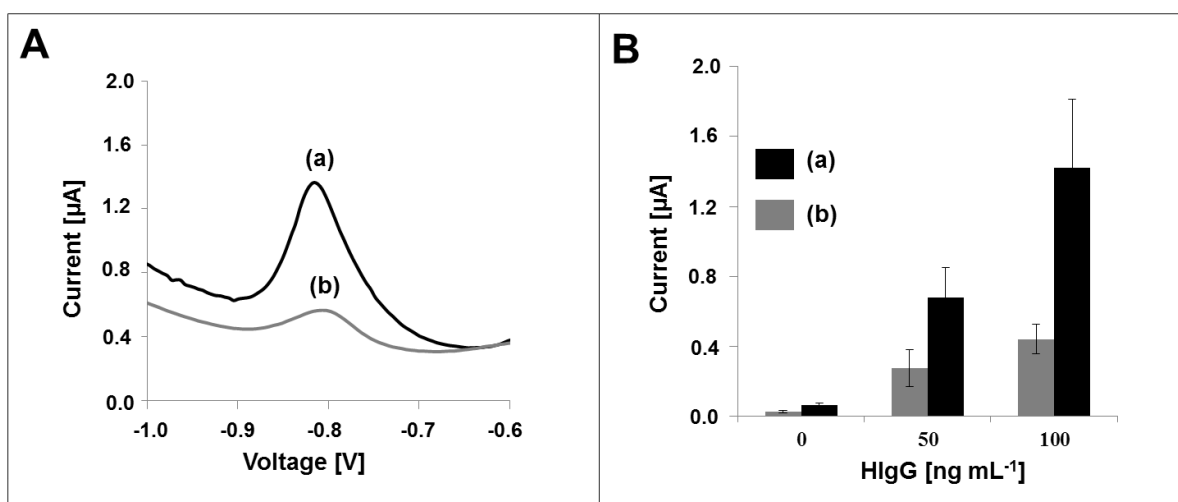 A
2.0
1.6
1.2
0.8
0.4
0.0
Current [µA]
(a)
(b)
-1.0 -0.9 -0.8 -0.7 -0.6
Voltage [V]
B
2.0
1.6
1.2
0.8
0.4
0.0
Current [µA]
(a)
(b)
0 50 100
HIgG [ng mL⁻¹]